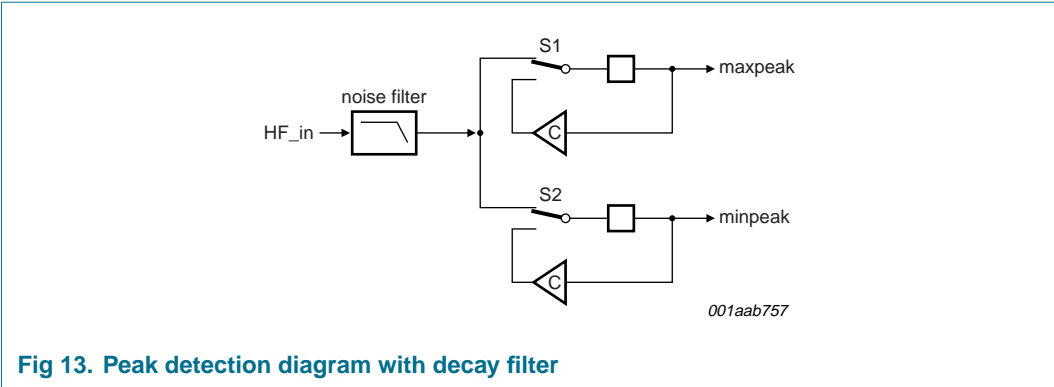 S1
maxpeak
noise filter
HF_in
C
S2
minpeak
C
001aab757
Fig 13. Peak detection diagram with decay filter